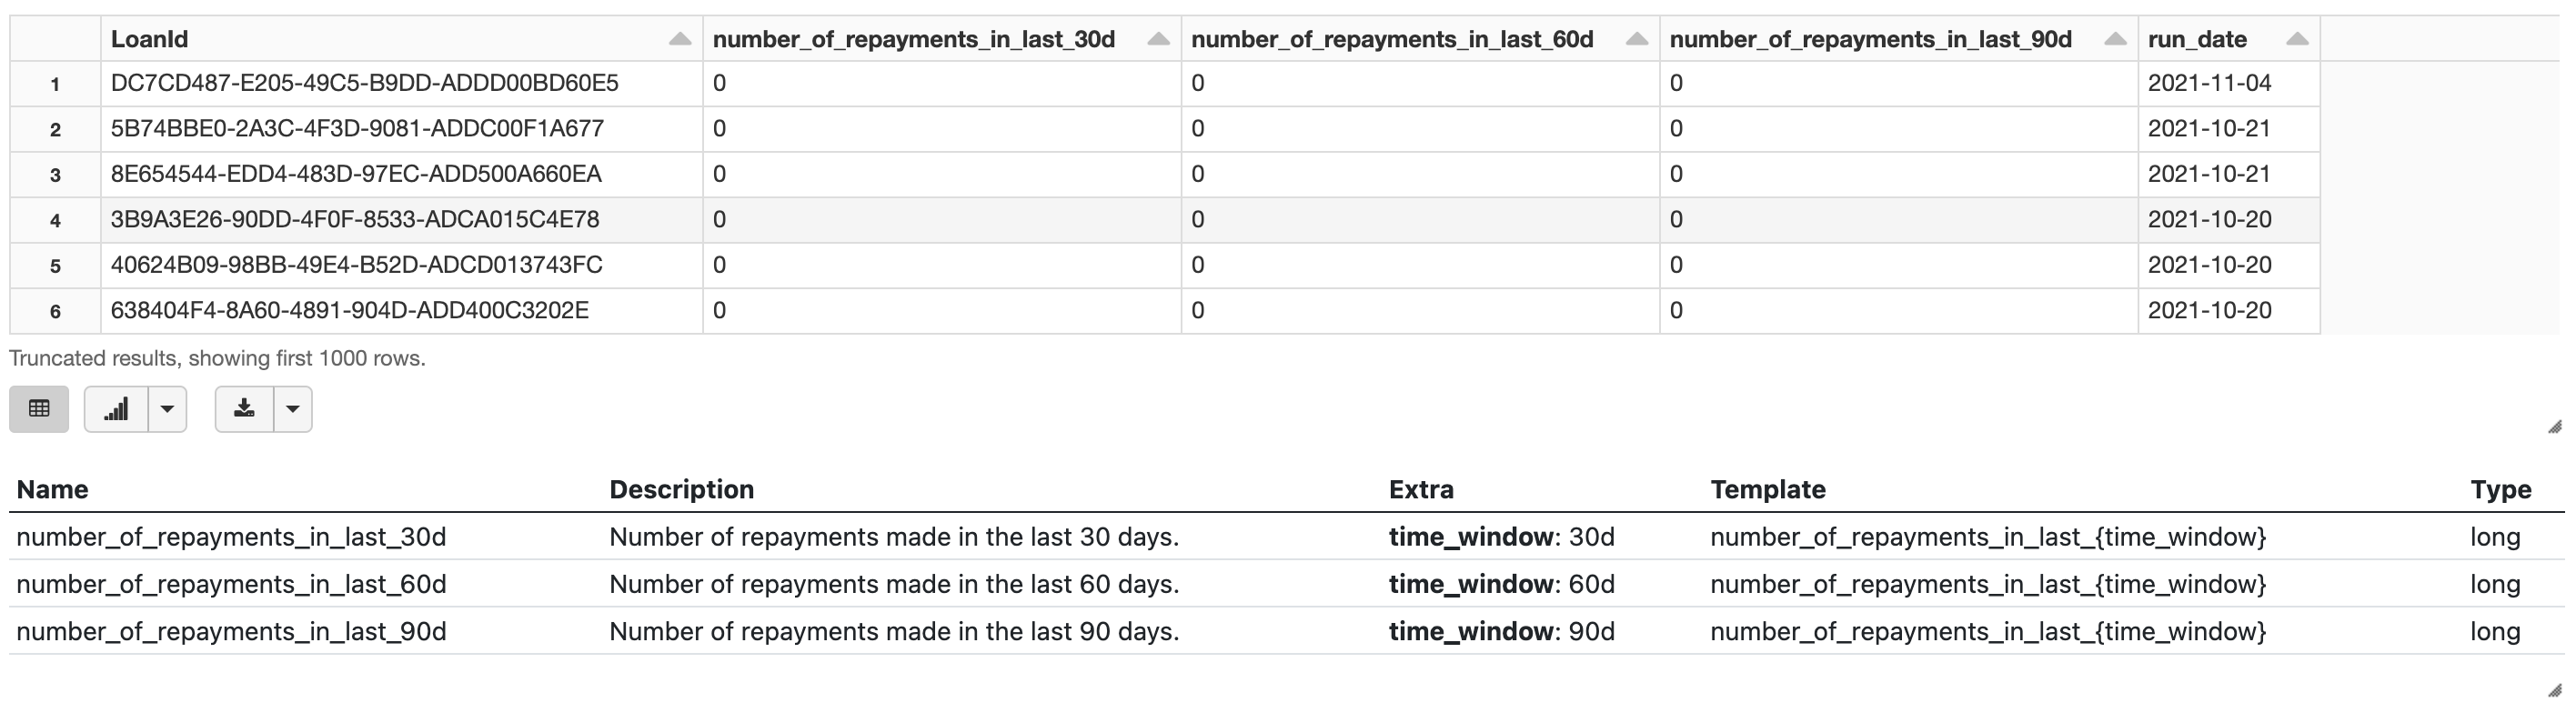 LoanId number_of_repayments_in_last_30d number_of_repayments_in_last_60d number_of_repayments_in_last_90d run_date
1 DC7CD487-E205-49C5-B9DD-ADDD00BD60E5 0 0 0 2021-11-04
2 5B74BBE0-2A3C-4F3D-9081-ADDC00F1A677 0 0 0 2021-10-21
3 8E654544-EDD4-483D-97EC-ADD500A660EA 0 0 0 2021-10-21
4 3B9A3E26-90DD-4F0F-8533-ADCA015C4E78 0 0 0 2021-10-20
5 40624B09-98BB-49E4-B52D-ADCD013743FC 0 0 0 2021-10-20
6 638404F4-8A60-4891-904D-ADD400C3202E 0 0 0 2021-10-20
Truncated results, showing first 1000 rows.
Name Description Extra Template Type
number_of_repayments_in_last_30d Number of repayments made in the last 30 days. time_window: 30d number_of_repayments_in_last_{time_window} long
number_of_repayments_in_last_60d Number of repayments made in the last 60 days. time_window: 60d number_of_repayments_in_last_{time_window} long
number_of_repayments_in_last_90d Number of repayments made in the last 90 days. time_window: 90d number_of_repayments_in_last_{time_window} long